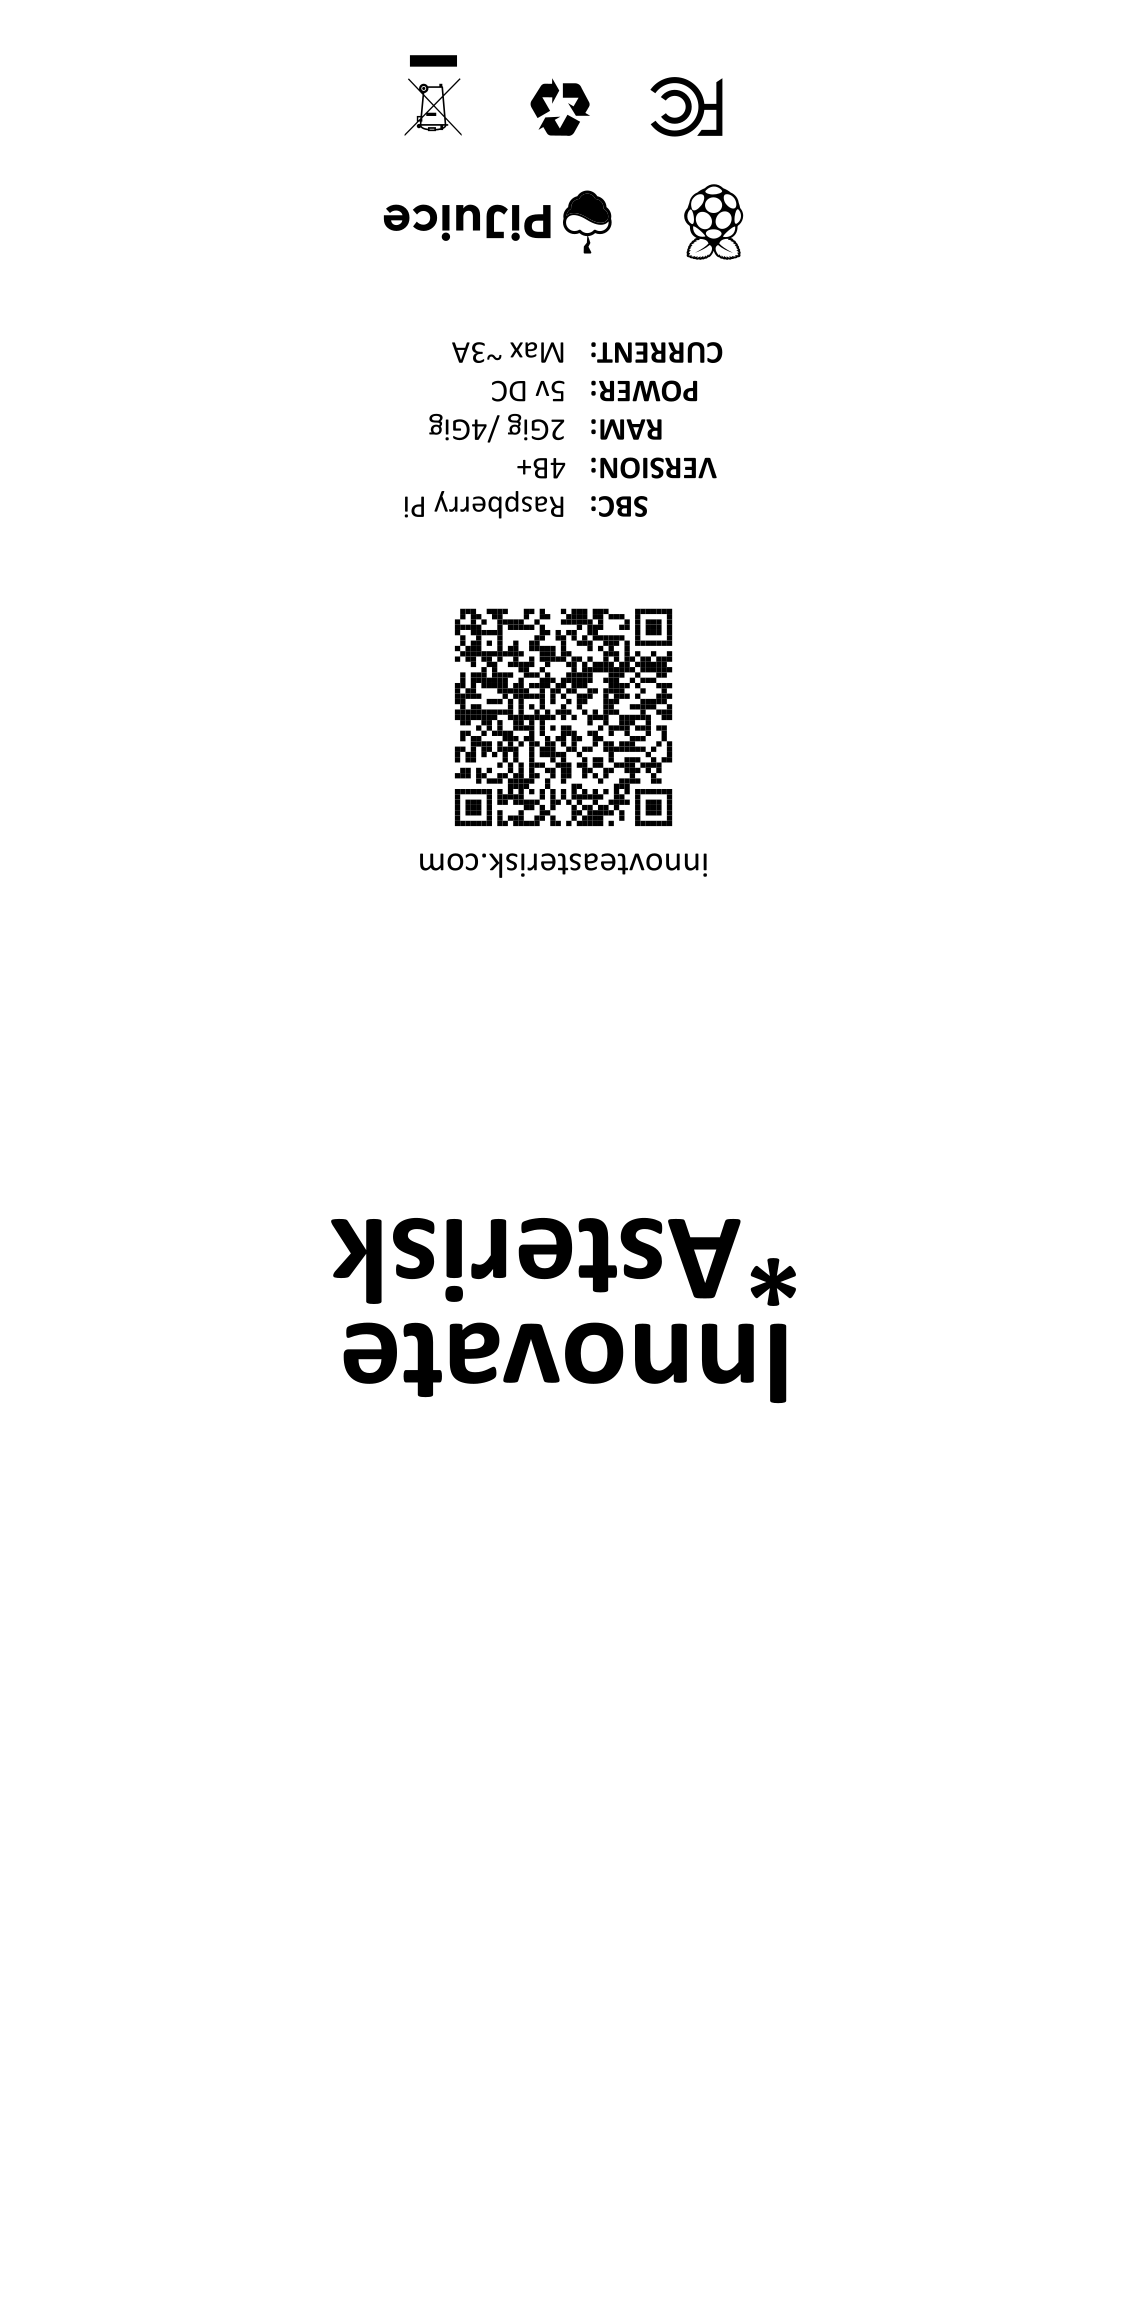 Innovate
*Asterisk
innovteasterisk.com
SBC: Raspberry Pi
VERSION: 4B+
RAM: 2Gig /4Gig
POWER: 5v DC
CURRENT: Max ~3A
PiJuice
FC